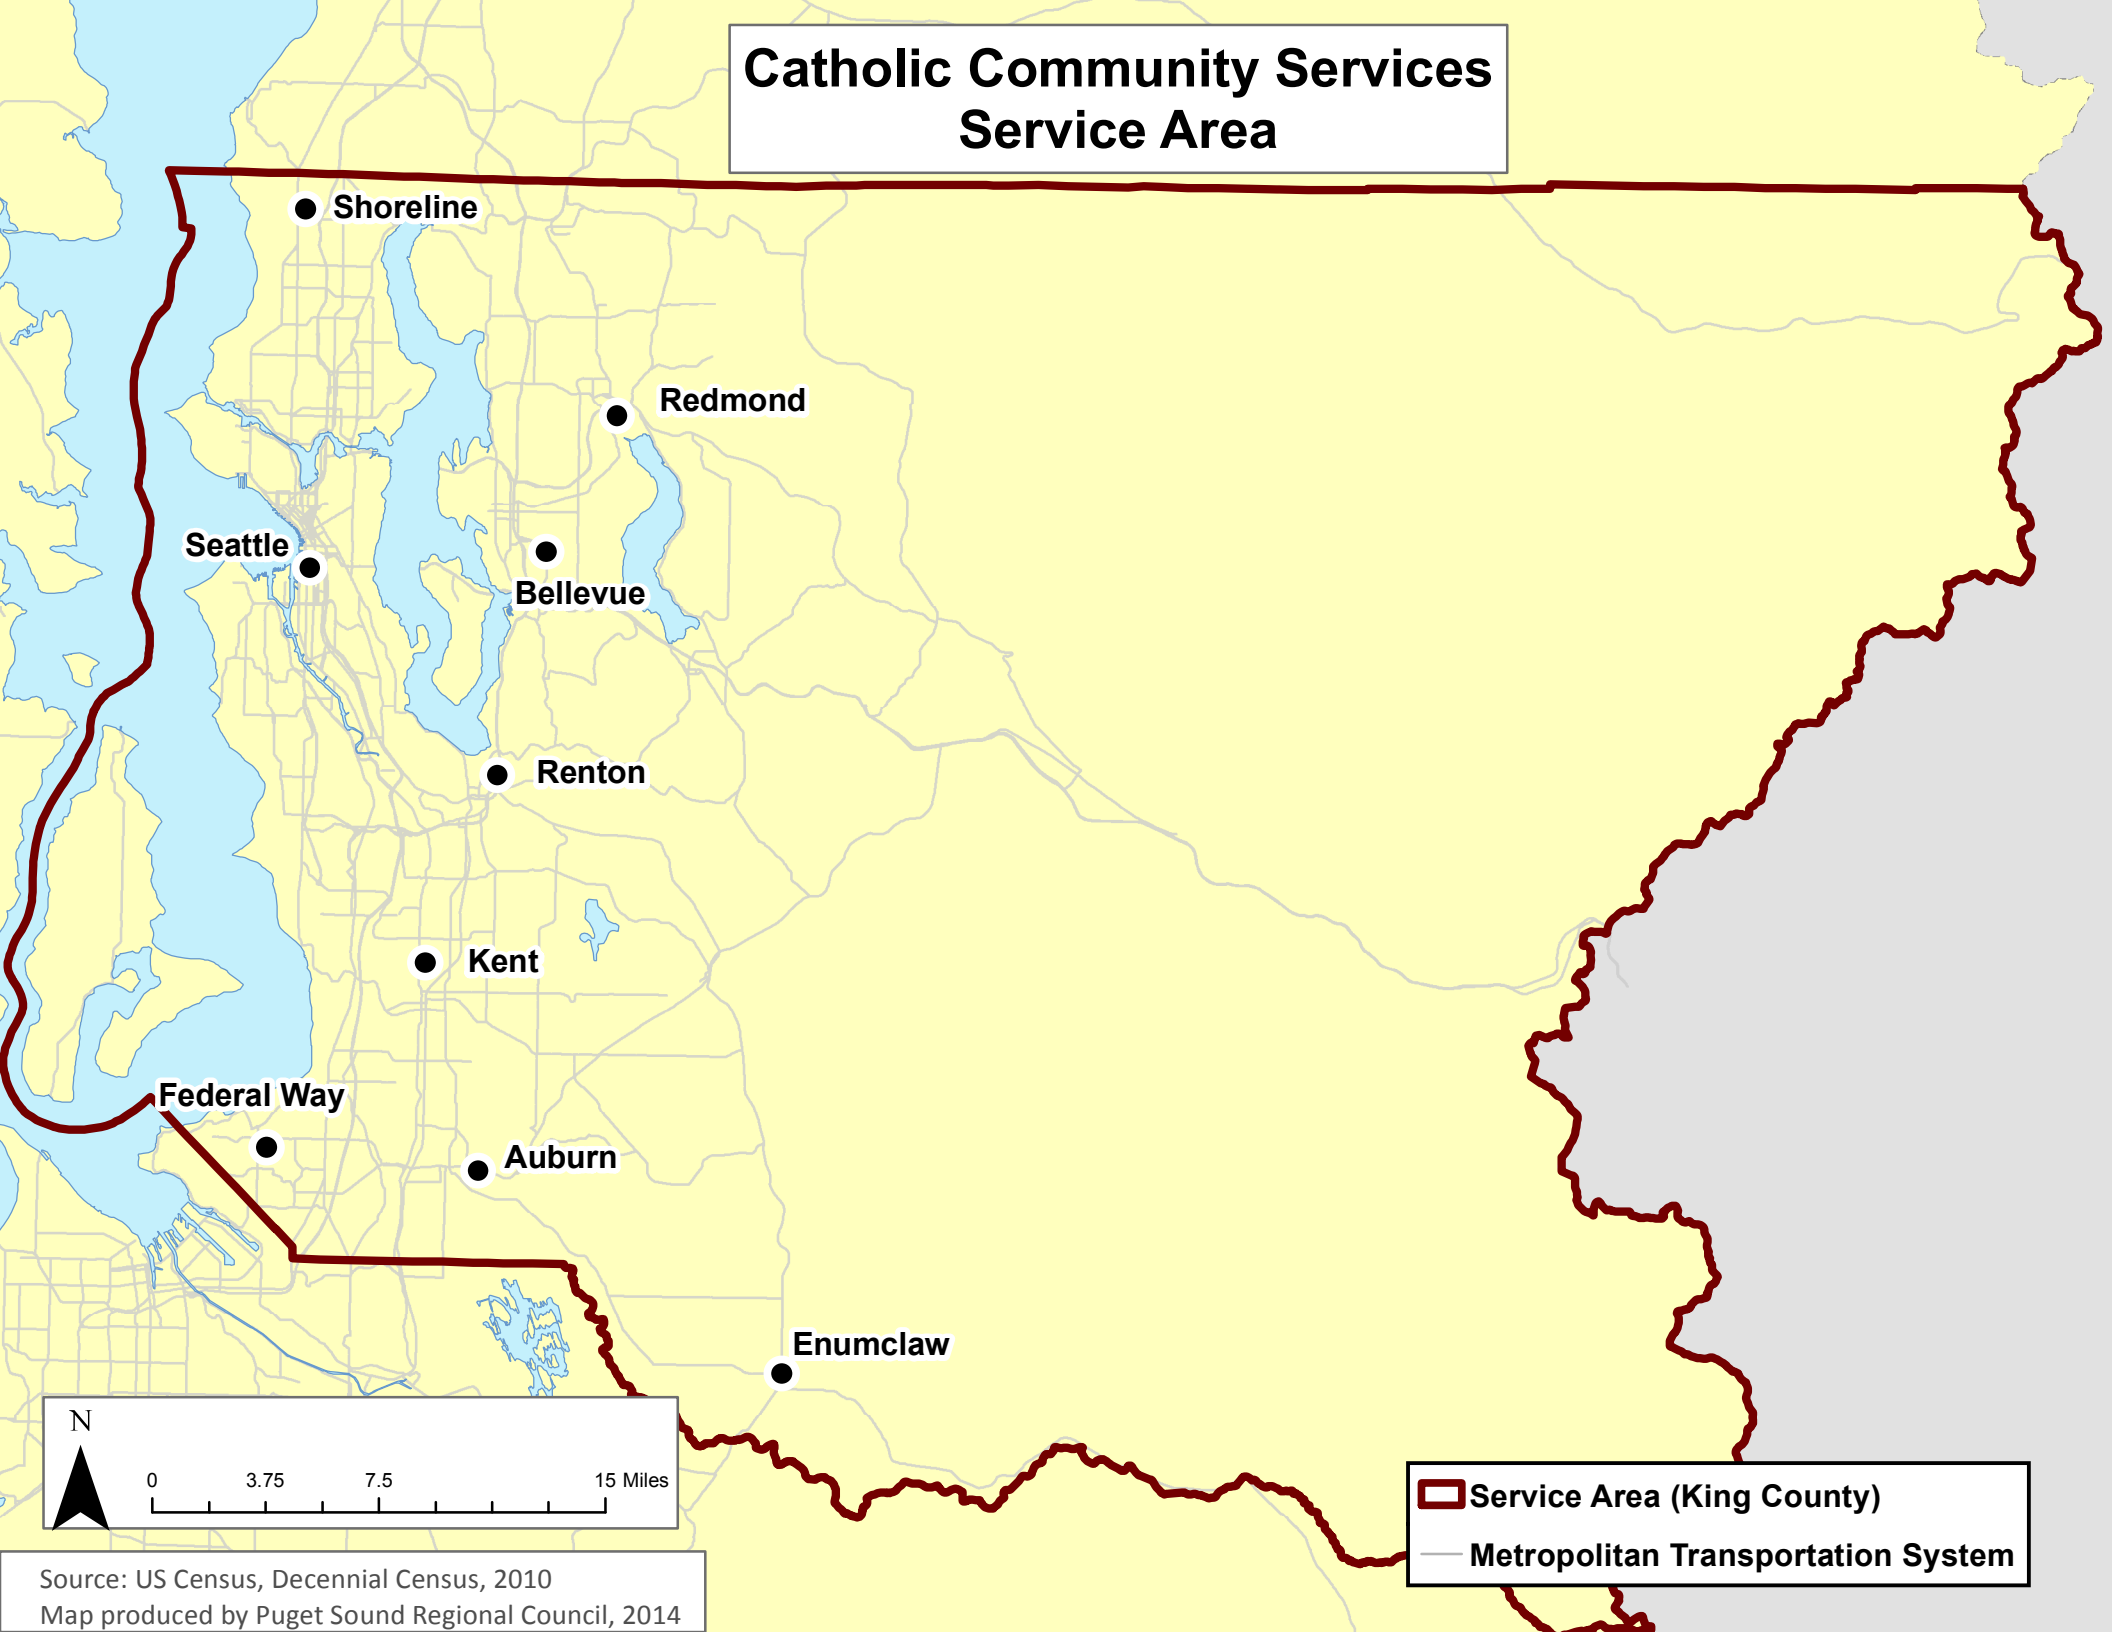 Catholic Community Services
Service Area
Shoreline
Redmond
Seattle
Bellevue
Renton
Kent
Federal Way
Auburn
Enumclaw
N
0 3.75 7.5 15 Miles
Service Area (King County)
Metropolitan Transportation System
Source: US Census, Decennial Census, 2010
Map produced by Puget Sound Regional Council, 2014